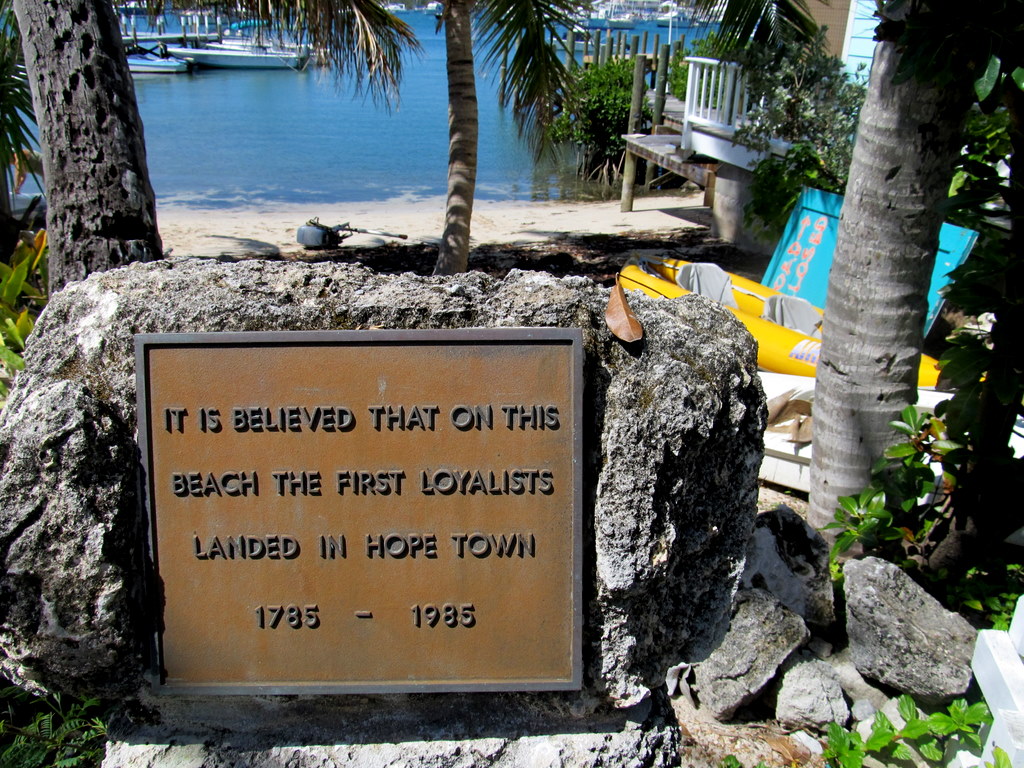 IT IS BELIEVED THAT ON THIS
BEACH THE FIRST LOYALISTS
LANDED IN HOPE TOWN
1785 - 1985